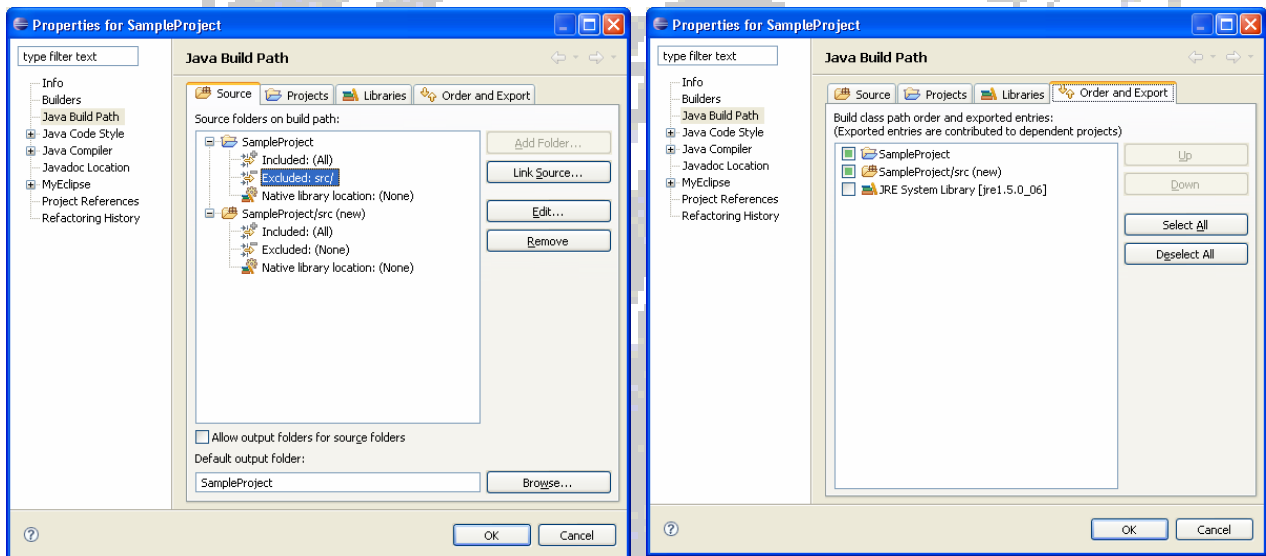 Properties for SampleProject
type filter text
Info
Builders
Java Build Path
Java Code Style
Java Compiler
Javadoc Location
MyEclipse
Project References
Refactoring History
Java Build Path
Source
Projects
Libraries
Order and Export
Source folders on build path:
SampleProject
Included: (All)
Excluded: src/
Native library location: (None)
SampleProject/src (new)
Included: (All)
Excluded: (None)
Native library location: (None)
Add Folder...
Link Source...
Edit...
Remove
Allow output folders for source folders
Default output folder:
SampleProject
Browse...
?
OK
Cancel
Properties for SampleProject
type filter text
Info
Builders
Java Build Path
Java Code Style
Java Compiler
Javadoc Location
MyEclipse
Project References
Refactoring History
Java Build Path
Source
Projects
Libraries
Order and Export
Build class path order and exported entries:
(Exported entries are contributed to dependent projects)
SampleProject
SampleProject/src (new)
JRE System Library [jre1.5.0_06]
Up
Down
Select All
Deselect All
?
OK
Cancel